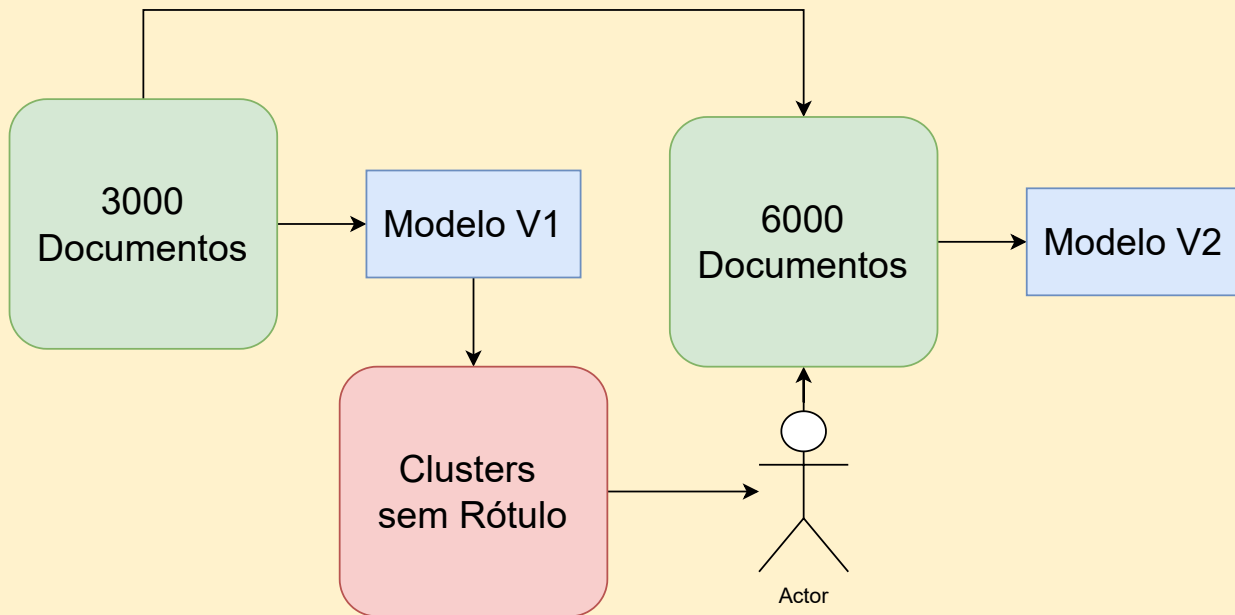 3000
Documentos
Modelo V1
6000
Documentos
Modelo V2
Clusters
sem Rótulo
Actor